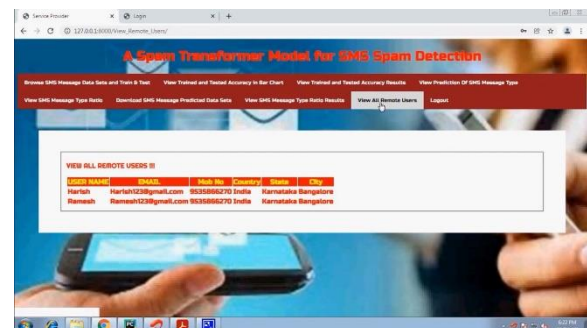 Service Provider
Login
127.0.0.1:8000/View_Remote_Users/
A Spam Transformer Model for SMS Spam Detection
Browse SMS Message Data Sets and Train & Test View Trained and Tested Accuracy in Bar Chart View Trained and Tested Accuracy Results View Prediction Of SMS Message Type
View SMS Message Type Ratio Download SMS Message Predicted Data Sets View SMS Message Type Ratio Results View All Remote Users Logout
VIEW ALL REMOTE USERS !!!
USER NAME EMAIL Mob No Country State City
Harish Harish123@gmail.com 9535866270 India Karnataka Bangalore
Ramesh Ramesh123@gmail.com 9535866270 India Karnataka Bangalore